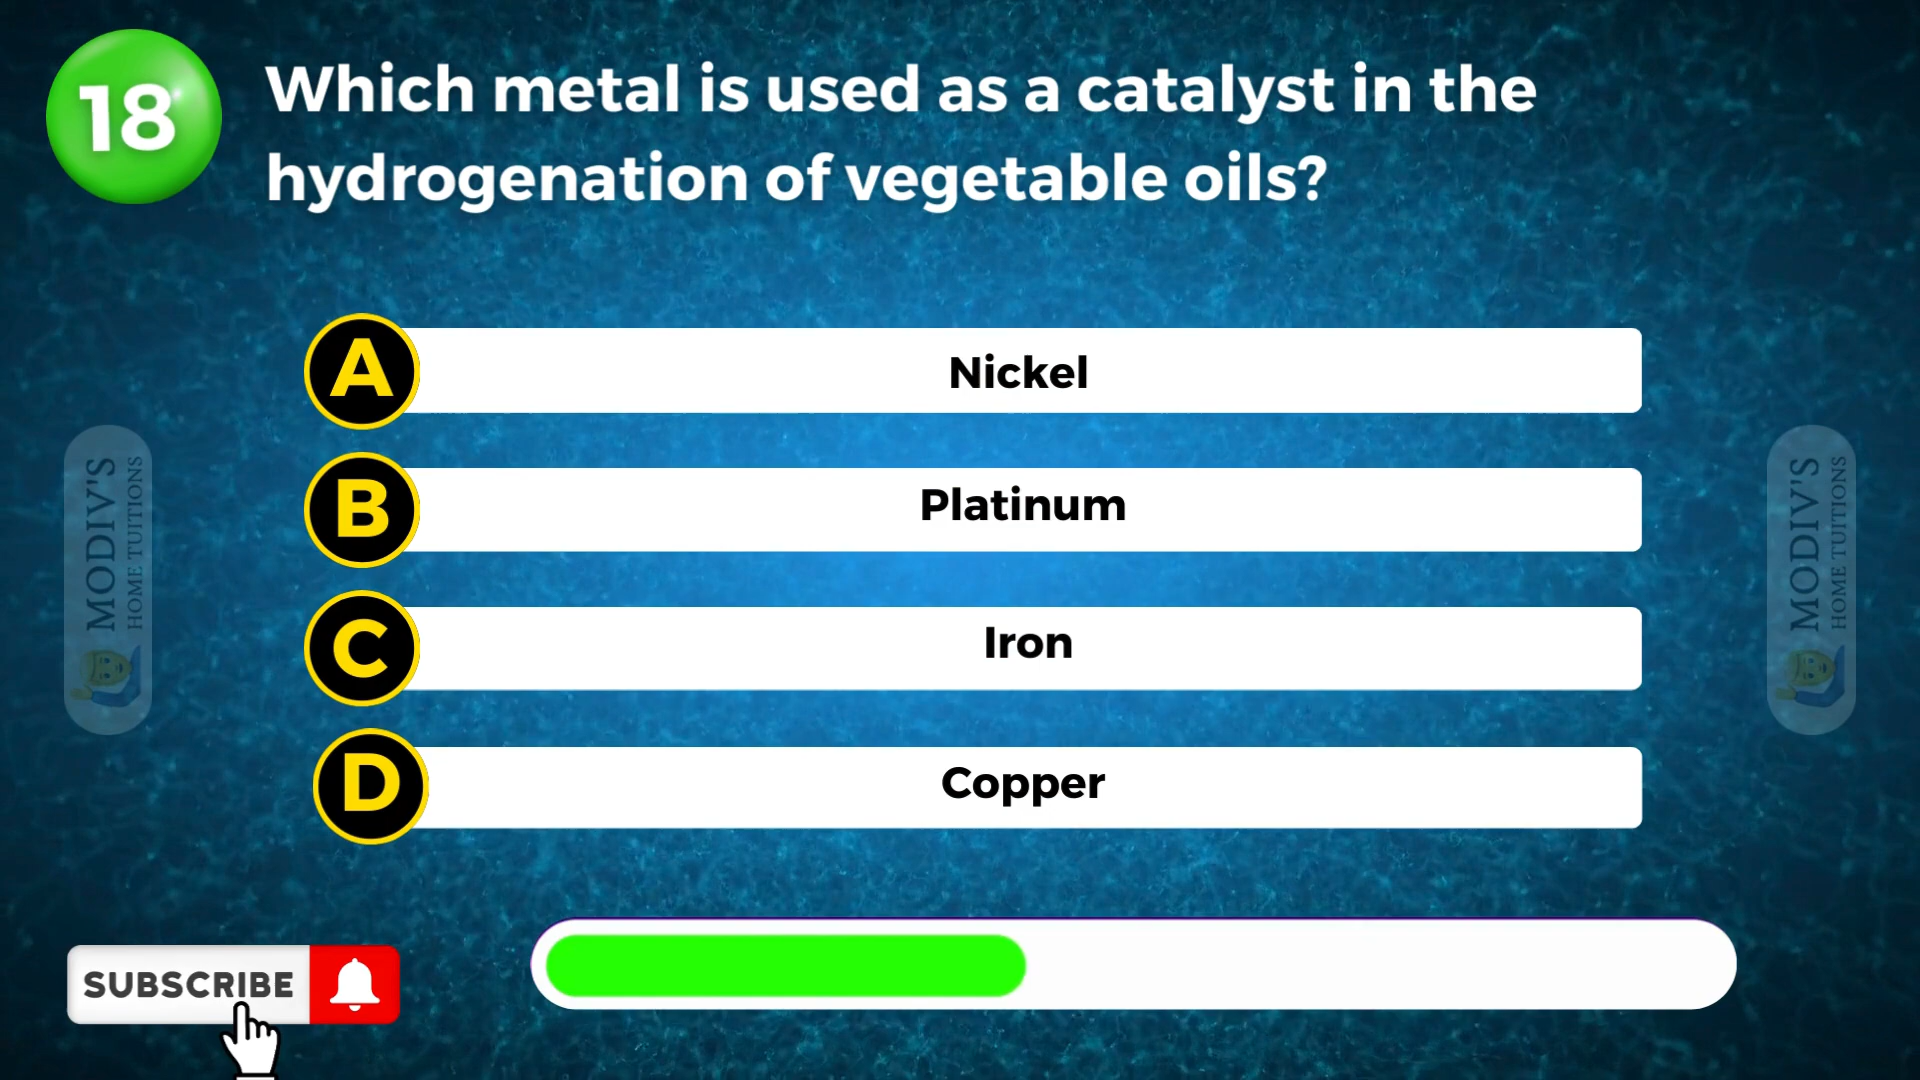 18
Which metal is used as a catalyst in the
hydrogenation of vegetable oils?
A
Nickel
B
Platinum
C
Iron
D
Copper
MODIV'S
HOME TUITIONS
MODIV'S
HOME TUITIONS
SUBSCRIBE